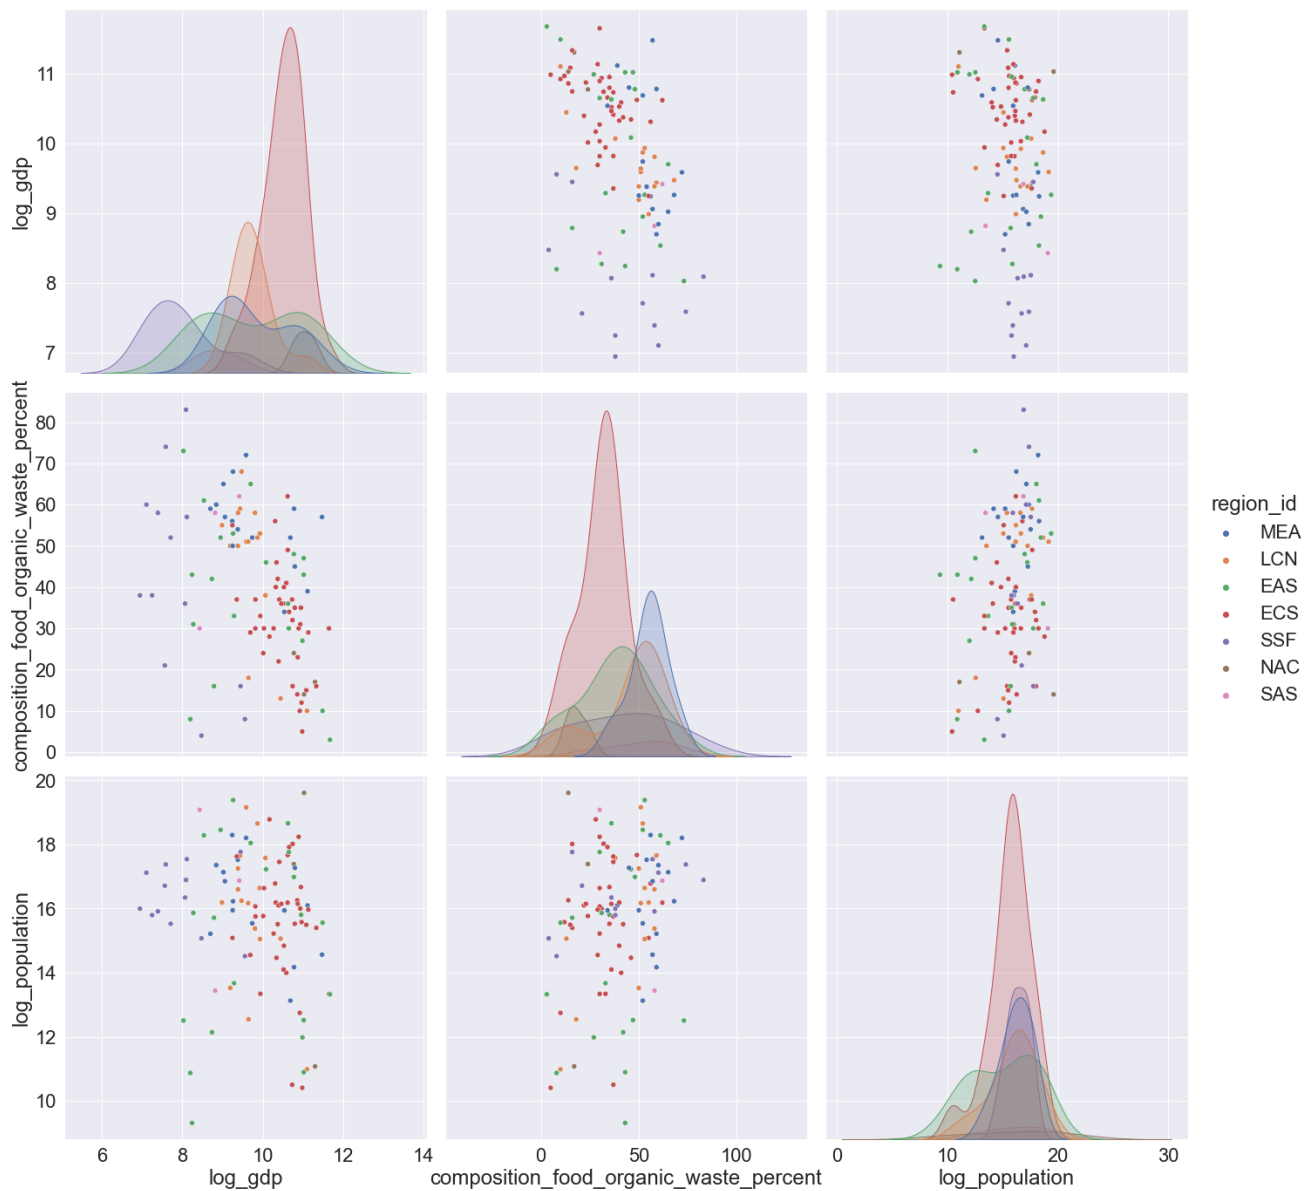 log_gdp
11
10
9
8
7
composition_food_organic_waste_percent
80
70
60
50
40
30
20
10
0
log_population
20
18
16
14
12
10
6 8 10 12 14
log_gdp
0 50 100
composition_food_organic_waste_percent
0 10 20 30
log_population
region_id
MEA
LCN
EAS
ECS
SSF
NAC
SAS